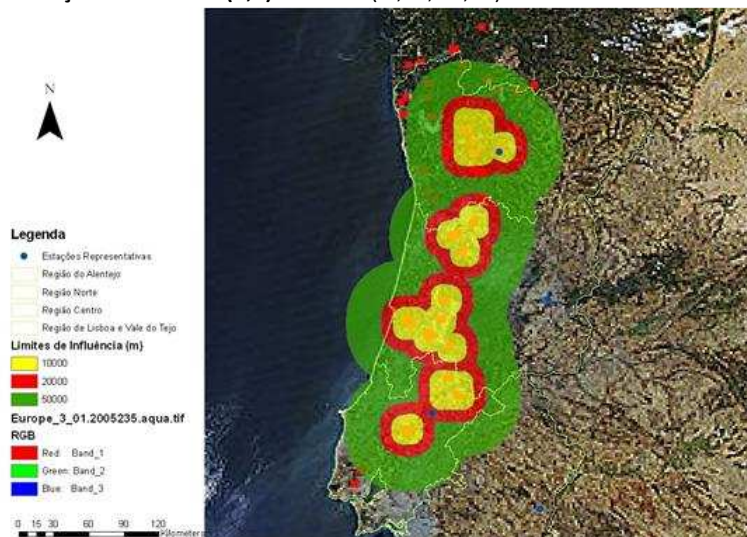 N
Legenda
Estações Representativas
Região do Alentejo
Região Norte
Região Centro
Região de Lisboa e Vale do Tejo
Limites de Influência (m)
10000
20000
50000
Europe_3_01.2005235.aqua.tif
RGB
Red: Band_1
Green: Band_2
Blue: Band_3
0 15 30 60 90 120
Kilometers